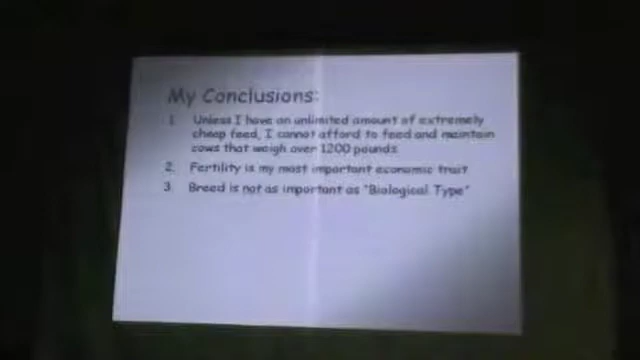 My Conclusions:
1. Unless I have an unlimited amount of extremely
cheap feed, I cannot afford to feed and maintain
cows that weigh over 1200 pounds.
2. Fertility is my most important economic trait
3. Breed is not as important as "Biological Type"